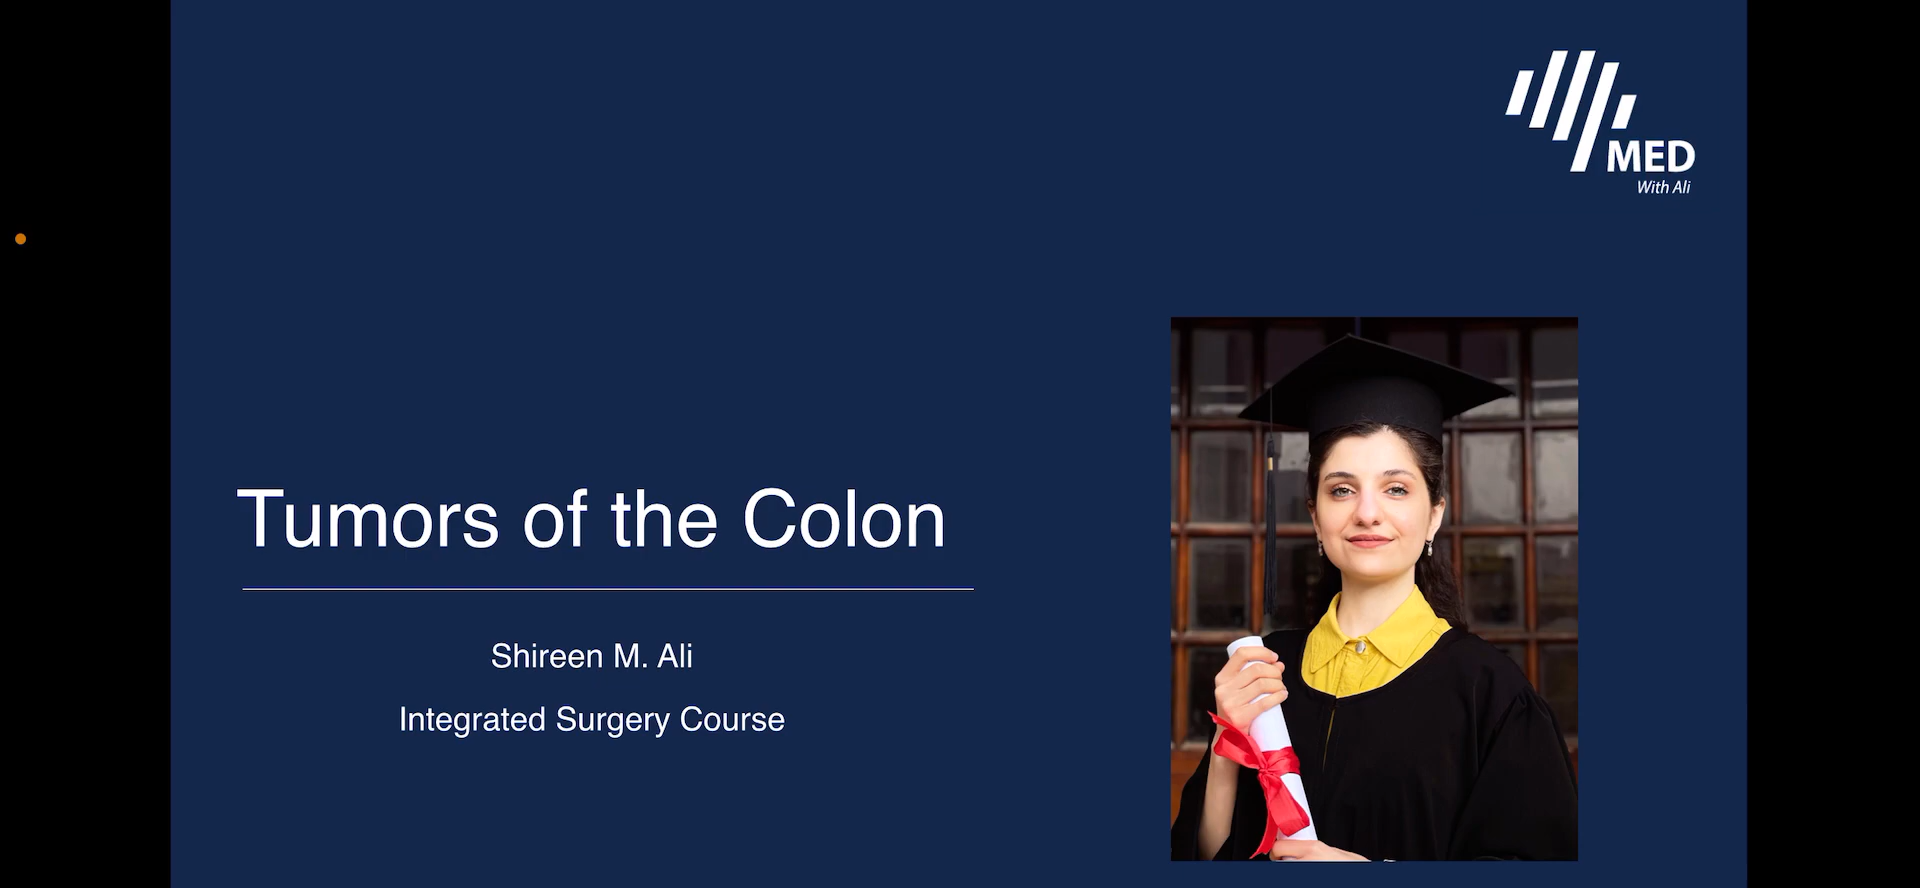 MED
With Ali
Tumors of the Colon
Shireen M. Ali
Integrated Surgery Course